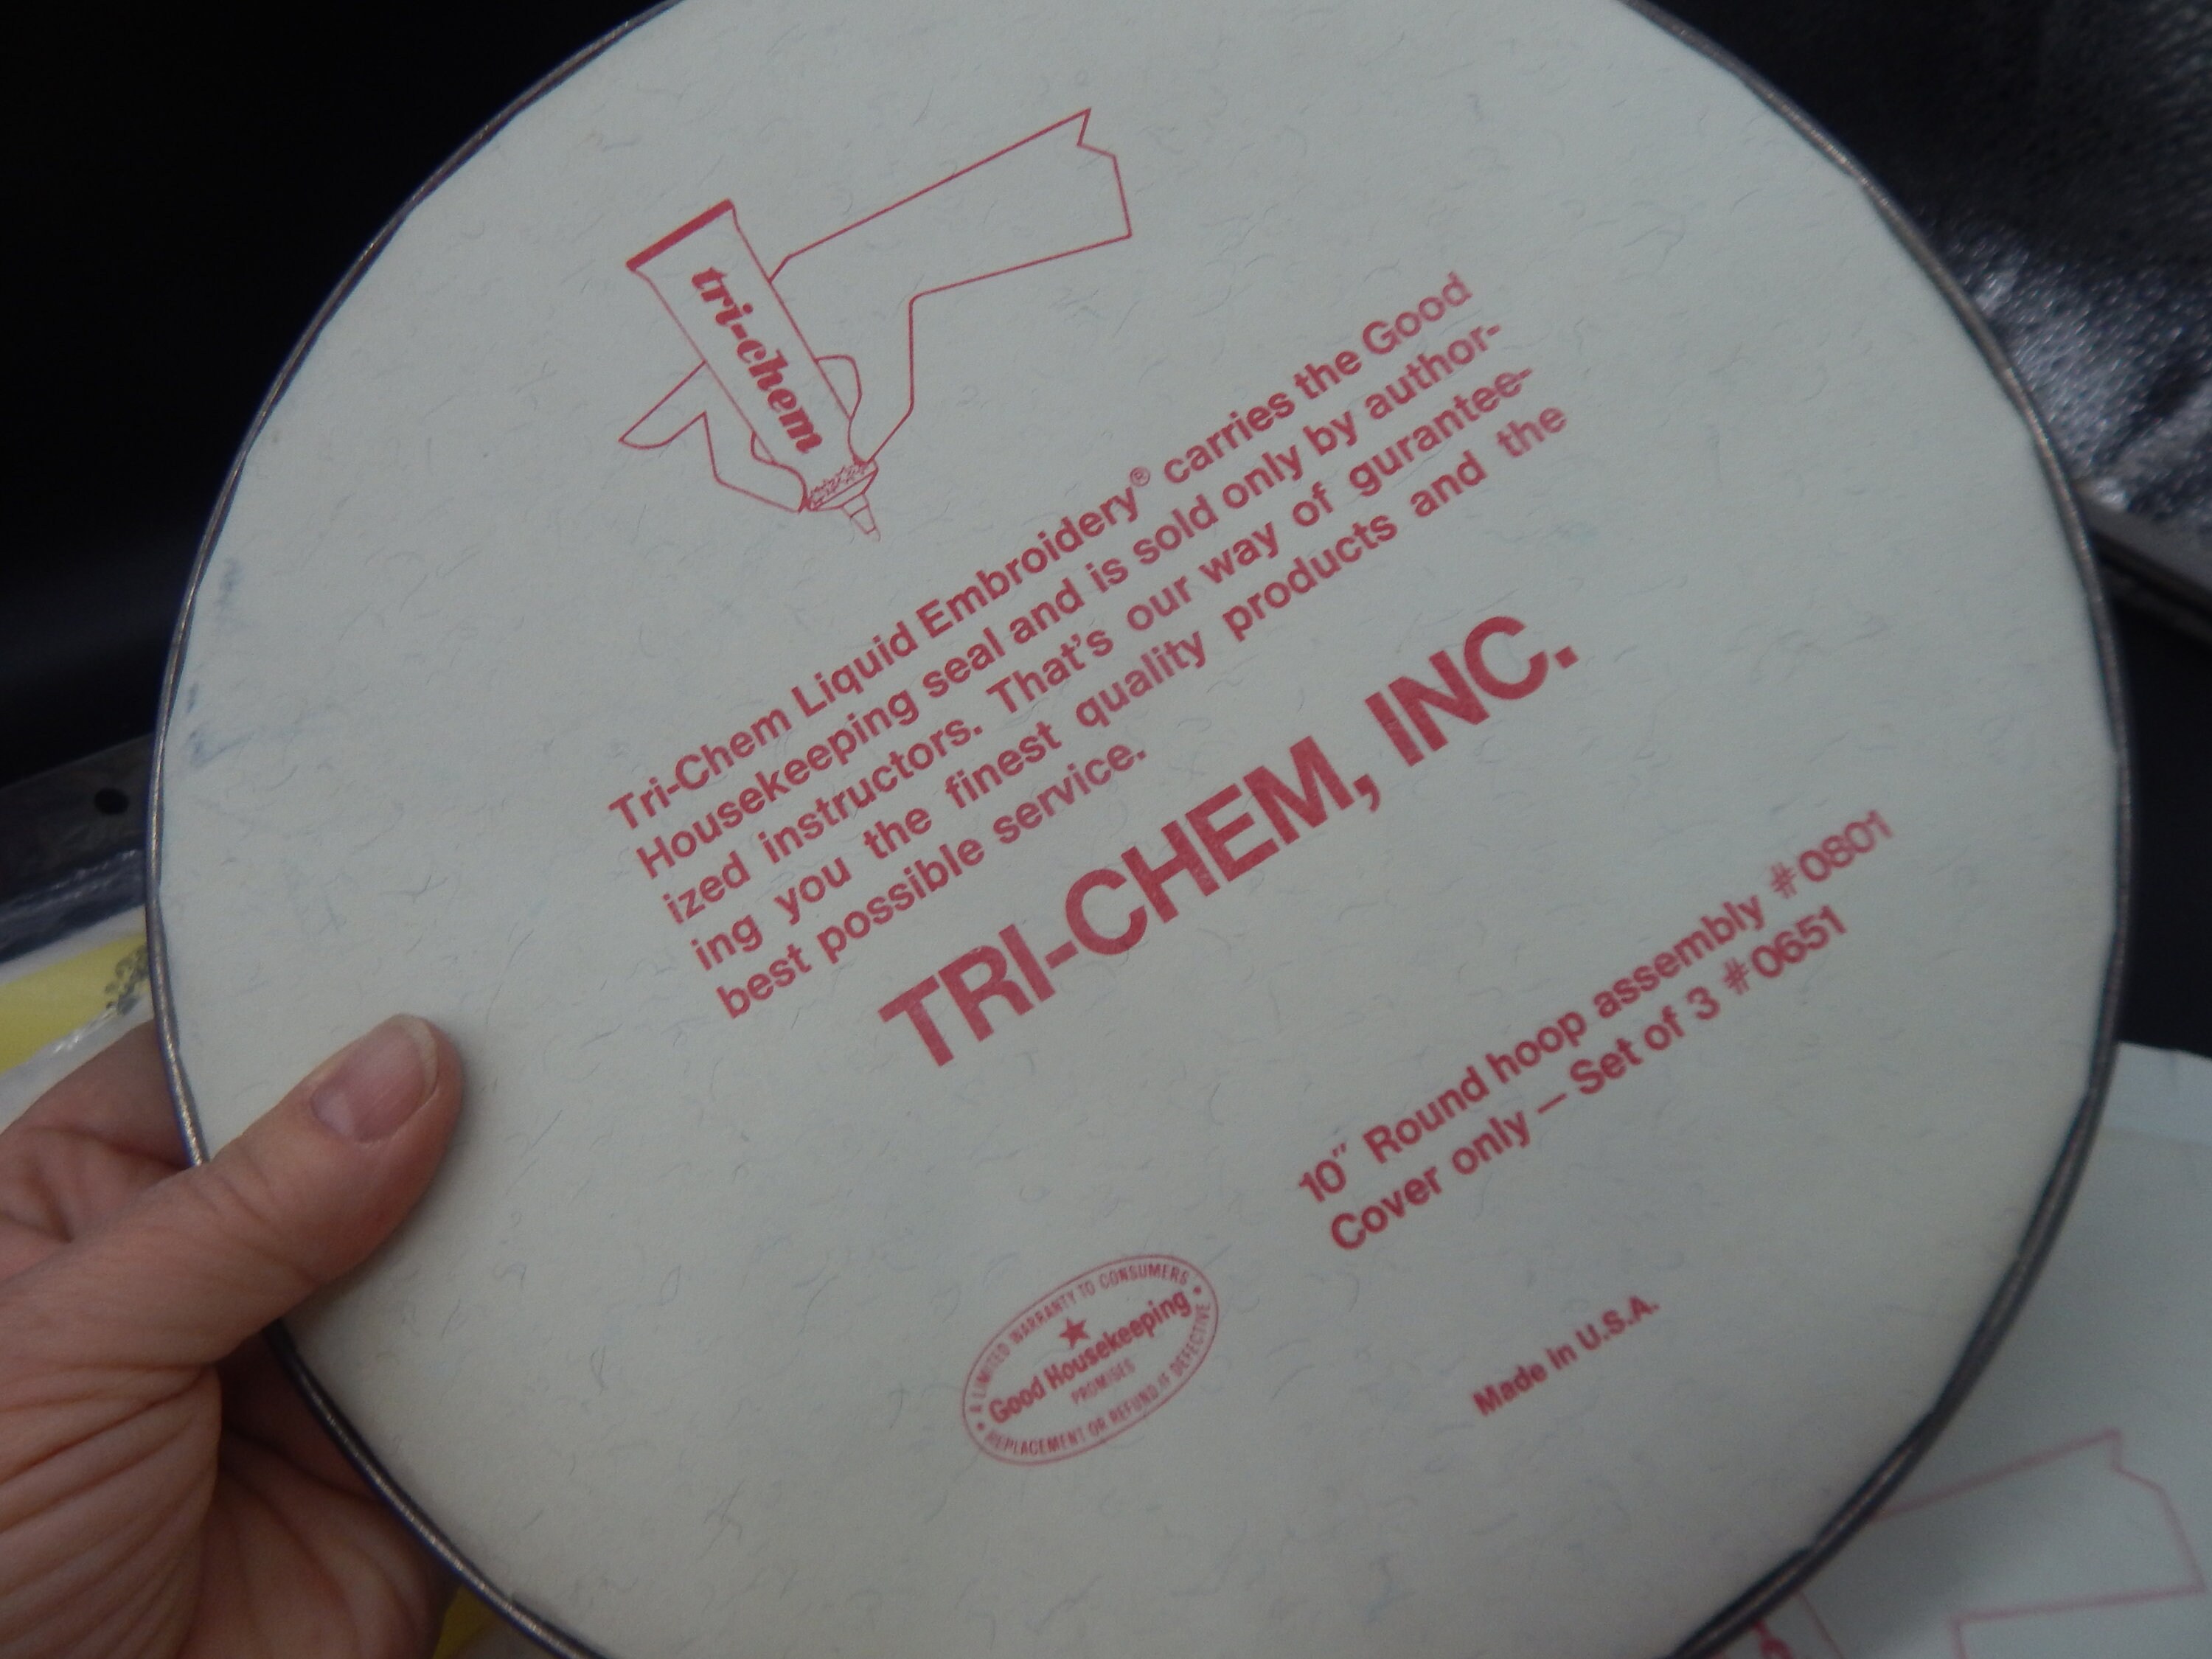 tri-chem
Tri-Chem Liquid Embroidery® carries the Good
Housekeeping seal and is sold only by author-
ized instructors. That's our way of gurantee-
ing you the finest quality products and the
best possible service.
TRI-CHEM, INC.
10" Round hoop assembly #0801
Cover only — Set of 3 #0651
• A LIMITED WARRANTY TO CONSUMERS •
Good Housekeeping
PROMISES
REPLACEMENT OR REFUND IF DEFECTIVE
Made in U.S.A.